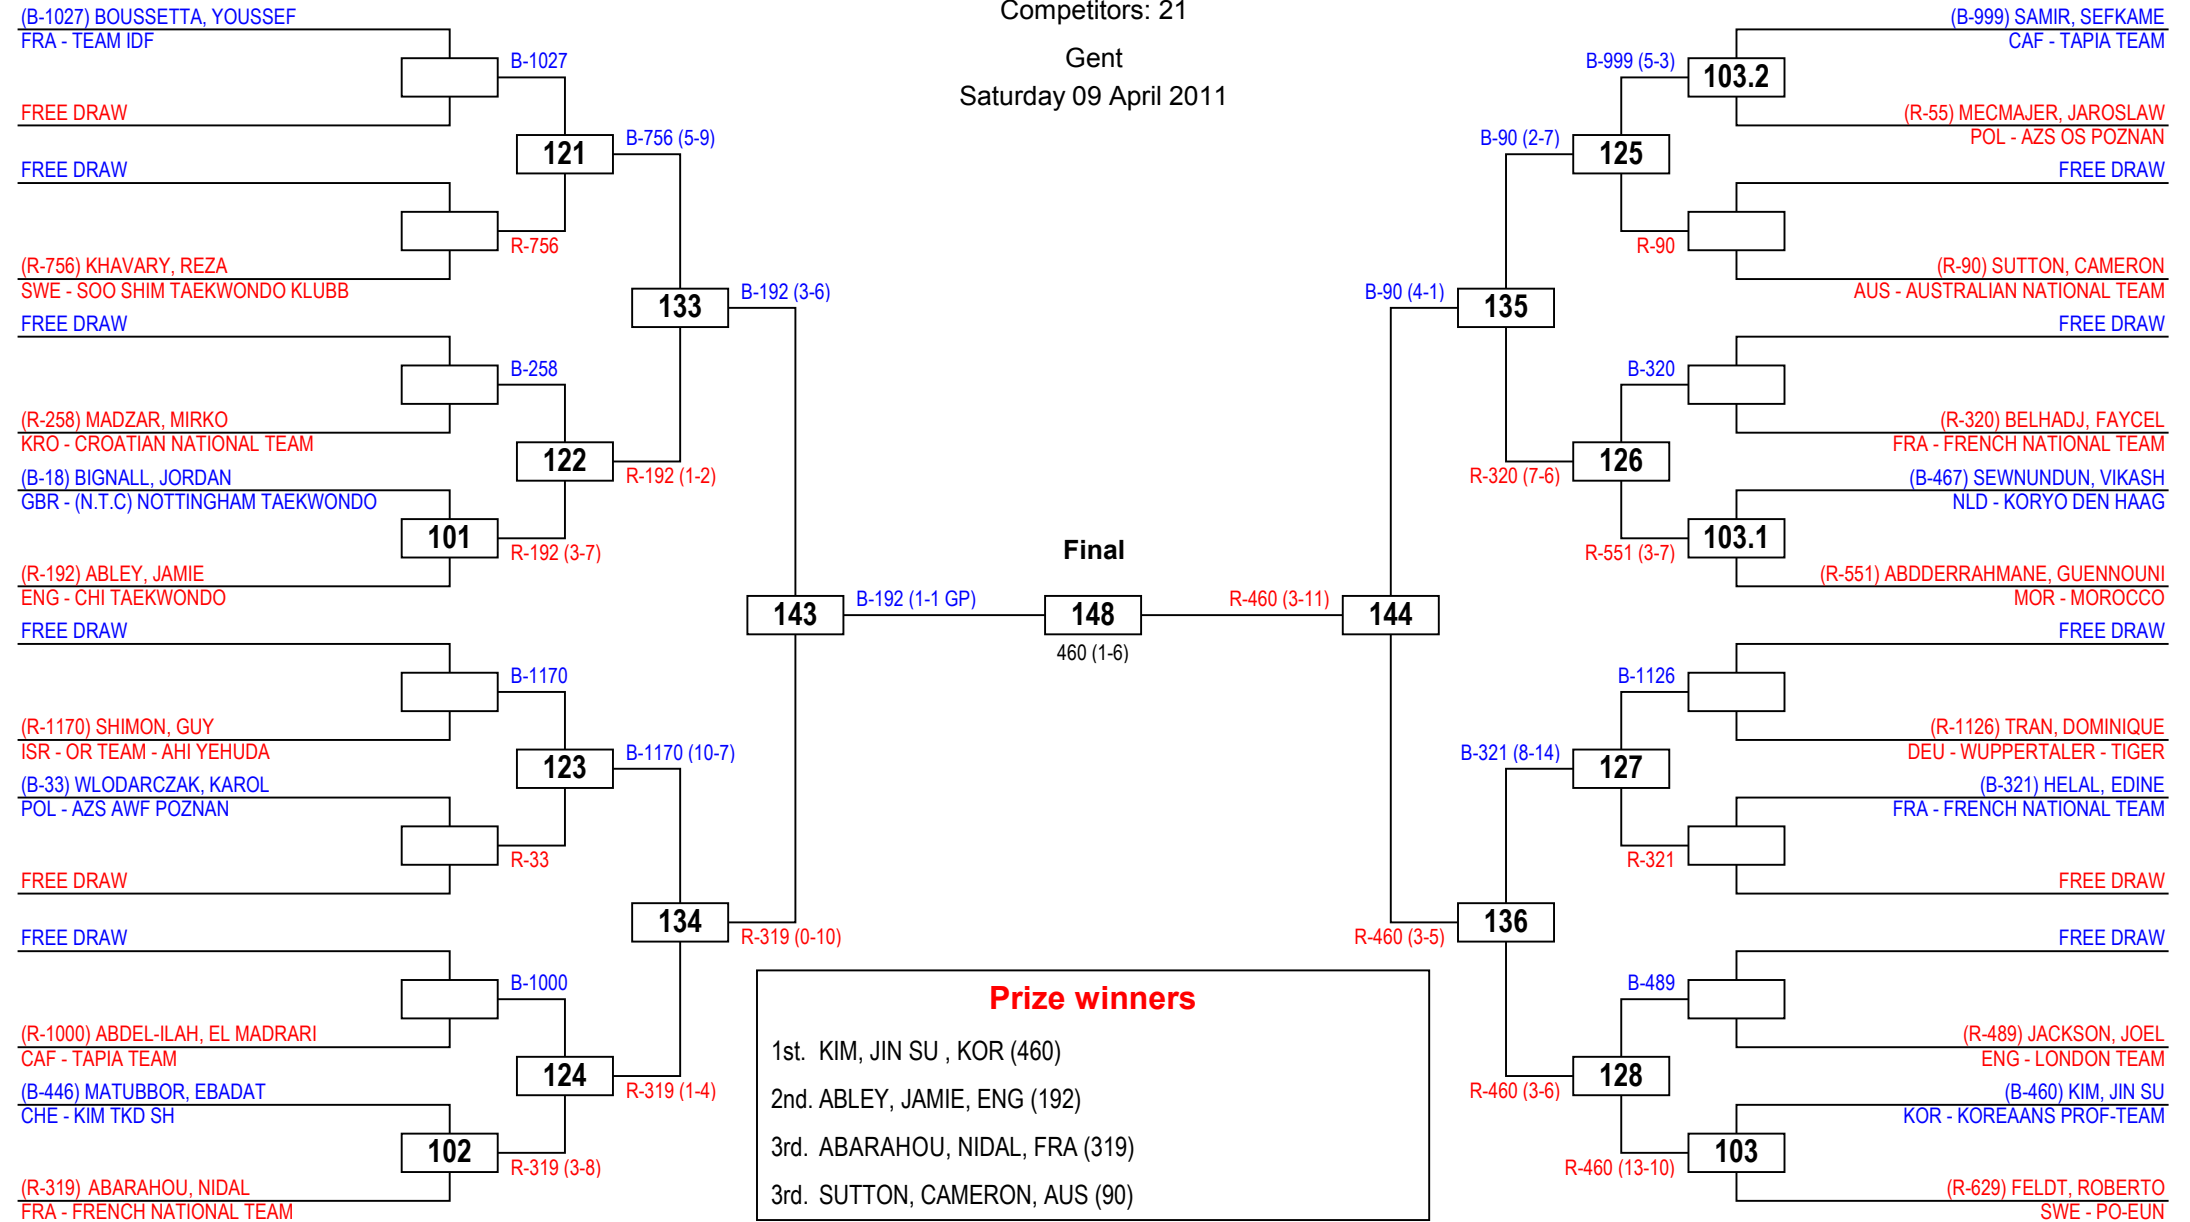 Competitors: 21
Gent
Saturday 09 April 2011
(B-1027) BOUSSETTA, YOUSSEF
FRA - TEAM IDF
B-1027
FREE DRAW
121
B-756 (5-9)
FREE DRAW
R-756
(R-756) KHAVARY, REZA
SWE - SOO SHIM TAEKWONDO KLUBB
133
B-192 (3-6)
FREE DRAW
B-258
(R-258) MADZAR, MIRKO
KRO - CROATIAN NATIONAL TEAM
122
R-192 (1-2)
(B-18) BIGNALL, JORDAN
GBR - (N.T.C) NOTTINGHAM TAEKWONDO
101
R-192 (3-7)
(R-192) ABLEY, JAMIE
ENG - CHI TAEKWONDO
143
B-192 (1-1 GP)
FREE DRAW
B-1170
(R-1170) SHIMON, GUY
ISR - OR TEAM - AHI YEHUDA
123
B-1170 (10-7)
(B-33) WLODARCZAK, KAROL
POL - AZS AWF POZNAN
R-33
FREE DRAW
134
R-319 (0-10)
FREE DRAW
B-1000
(R-1000) ABDEL-ILAH, EL MADRARI
CAF - TAPIA TEAM
124
R-319 (1-4)
(B-446) MATUBBOR, EBADAT
CHE - KIM TKD SH
102
R-319 (3-8)
(R-319) ABARAHOU, NIDAL
FRA - FRENCH NATIONAL TEAM
Final
148
460 (1-6)
(B-999) SAMIR, SEFKAME
CAF - TAPIA TEAM
B-999 (5-3)
103.2
(R-55) MECMAJER, JAROSLAW
POL - AZS OS POZNAN
B-90 (2-7)
125
FREE DRAW
R-90
(R-90) SUTTON, CAMERON
AUS - AUSTRALIAN NATIONAL TEAM
B-90 (4-1)
135
FREE DRAW
B-320
(R-320) BELHADJ, FAYCEL
FRA - FRENCH NATIONAL TEAM
R-320 (7-6)
126
(B-467) SEWNUNDUN, VIKASH
NLD - KORYO DEN HAAG
R-551 (3-7)
103.1
(R-551) ABDDERRAHMANE, GUENNOUNI
MOR - MOROCCO
R-460 (3-11)
144
FREE DRAW
B-1126
(R-1126) TRAN, DOMINIQUE
DEU - WUPPERTALER - TIGER
B-321 (8-14)
127
(B-321) HELAL, EDINE
FRA - FRENCH NATIONAL TEAM
R-321
FREE DRAW
R-460 (3-5)
136
FREE DRAW
B-489
(R-489) JACKSON, JOEL
ENG - LONDON TEAM
R-460 (3-6)
128
(B-460) KIM, JIN SU
KOR - KOREAANS PROF-TEAM
R-460 (13-10)
103
(R-629) FELDT, ROBERTO
SWE - PO-EUN
Prize winners
1st. KIM, JIN SU , KOR (460)
2nd. ABLEY, JAMIE, ENG (192)
3rd. ABARAHOU, NIDAL, FRA (319)
3rd. SUTTON, CAMERON, AUS (90)